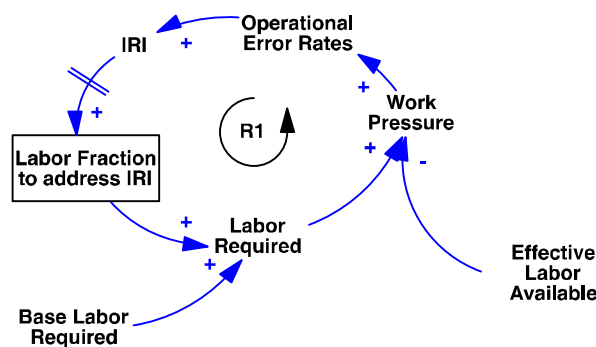 Operational
Error Rates
IRI
+
+
+
Work
Pressure
R1
+
-
Labor Fraction
to address IRI
+
Labor
Required
+
Effective
Labor
Available
Base Labor
Required